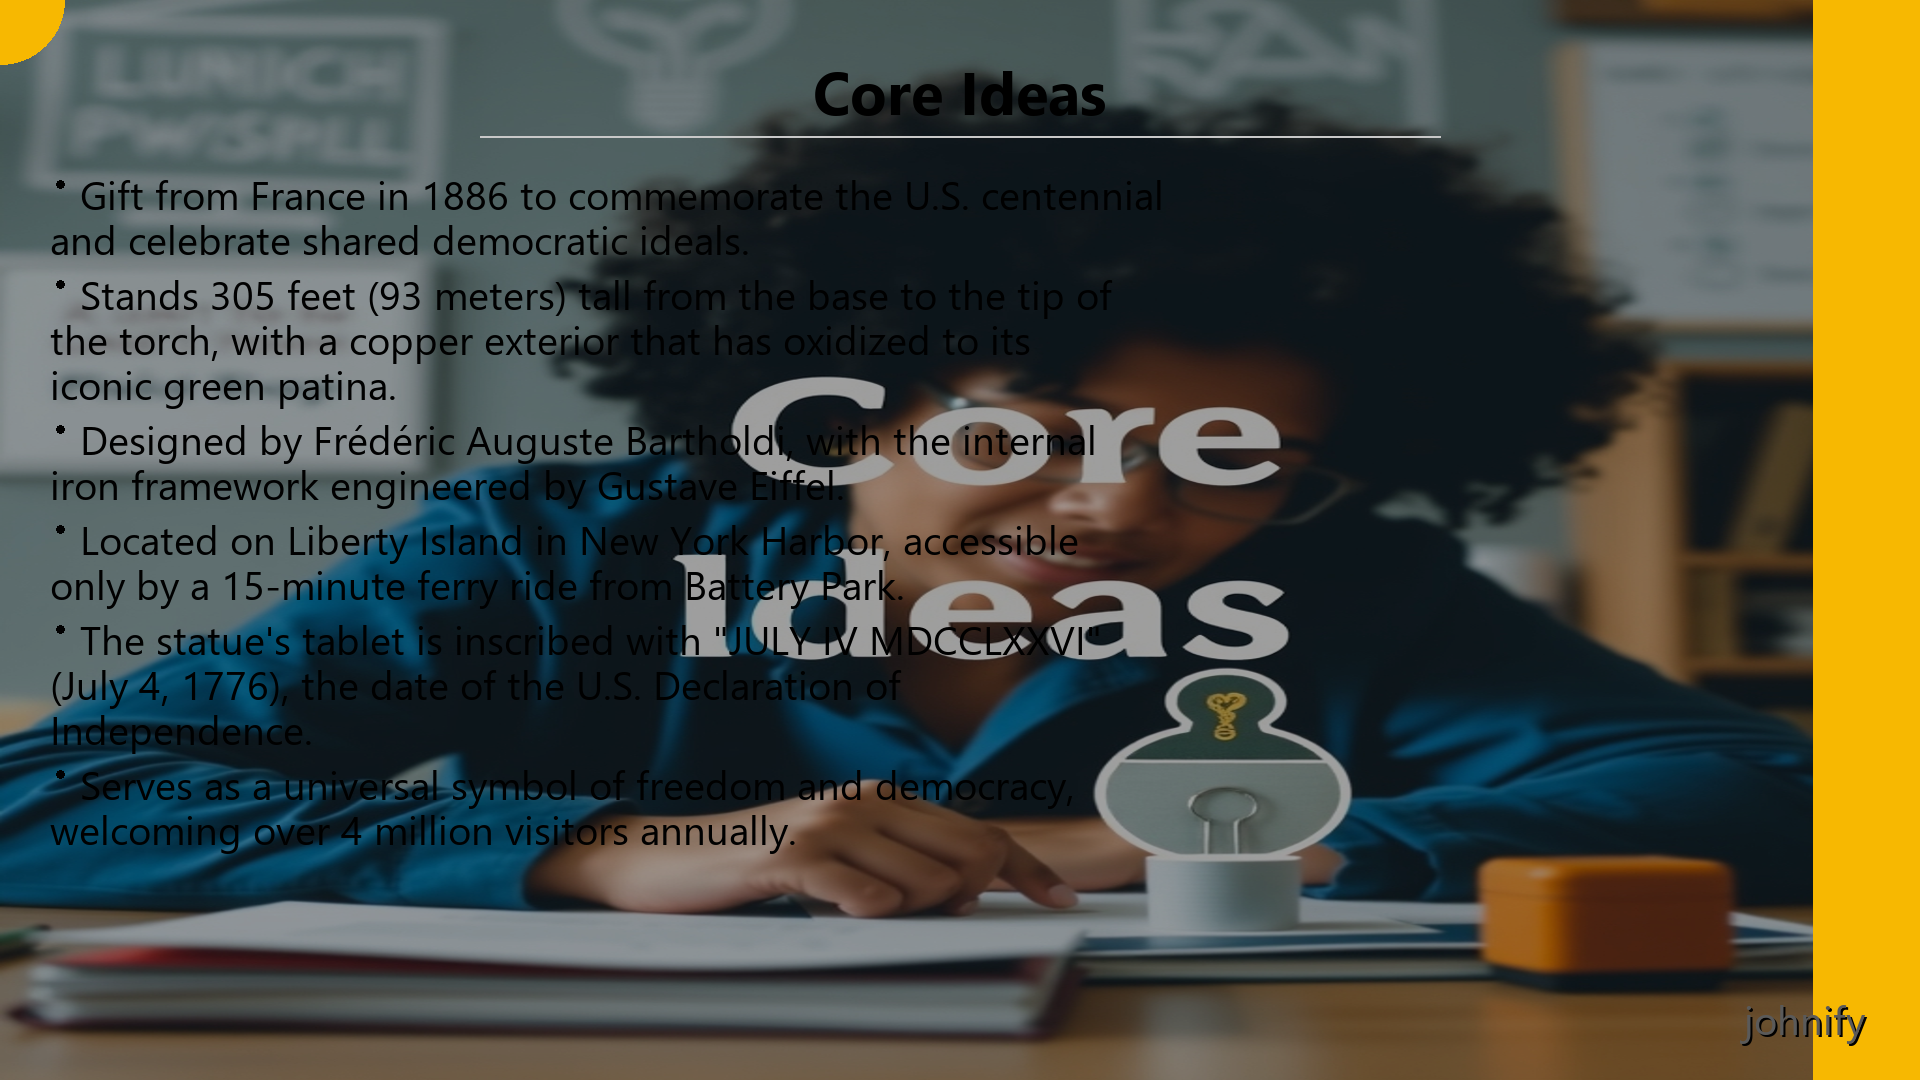 LUNICH
PWSPLL
Core Ideas
• Gift from France in 1886 to commemorate the U.S. centennial
and celebrate shared democratic ideals.
• Stands 305 feet (93 meters) tall from the base to the tip of
the torch, with a copper exterior that has oxidized to its
iconic green patina.
• Designed by Frédéric Auguste Bartholdi, with the internal
iron framework engineered by Gustave Eiffel.
• Located on Liberty Island in New York Harbor, accessible
only by a 15-minute ferry ride from Battery Park.
• The statue's tablet is inscribed with "JULY IV MDCCLXXVI"
(July 4, 1776), the date of the U.S. Declaration of
Independence.
• Serves as a universal symbol of freedom and democracy,
welcoming over 4 million visitors annually.
Core
Ideas
johnify